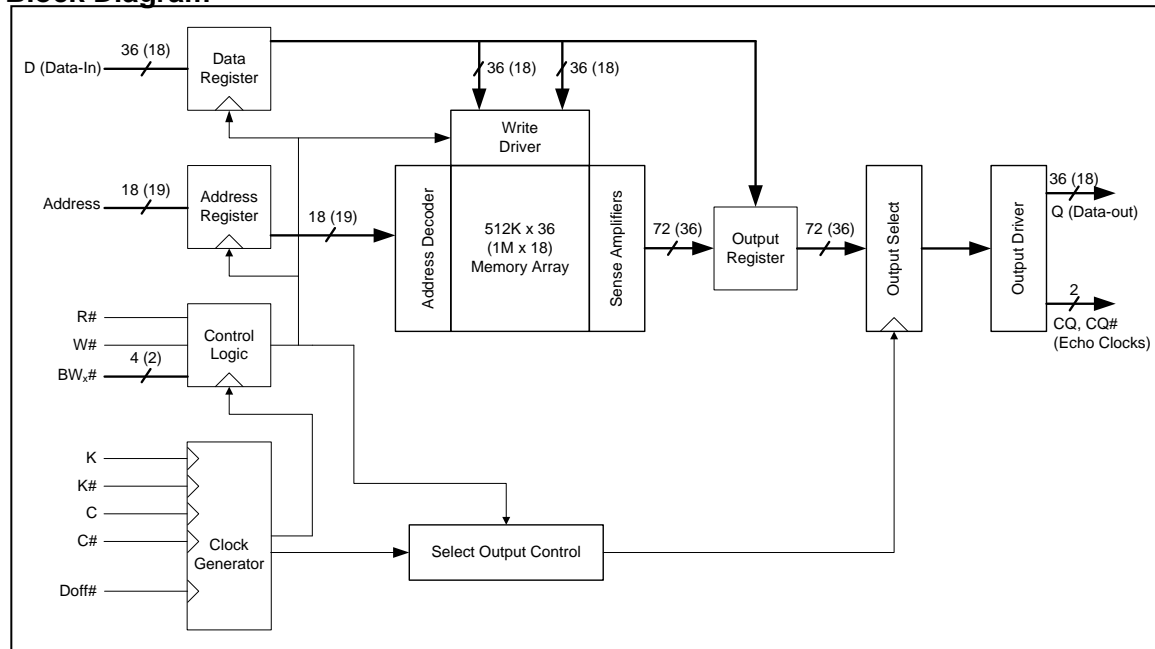 Block Diagram
D (Data-In)
36 (18)
Data
Register
36 (18)
36 (18)
Write
Driver
Address
18 (19)
Address
Register
18 (19)
Address Decoder
512K x 36
(1M x 18)
Memory Array
Sense Amplifiers
72 (36)
Output
Register
72 (36)
Output Select
Output Driver
36 (18)
Q (Data-out)
2
CQ, CQ#
(Echo Clocks)
R#
W#
4 (2)
BWx#
Control
Logic
K
K#
C
C#
Doff#
Clock
Generator
Select Output Control